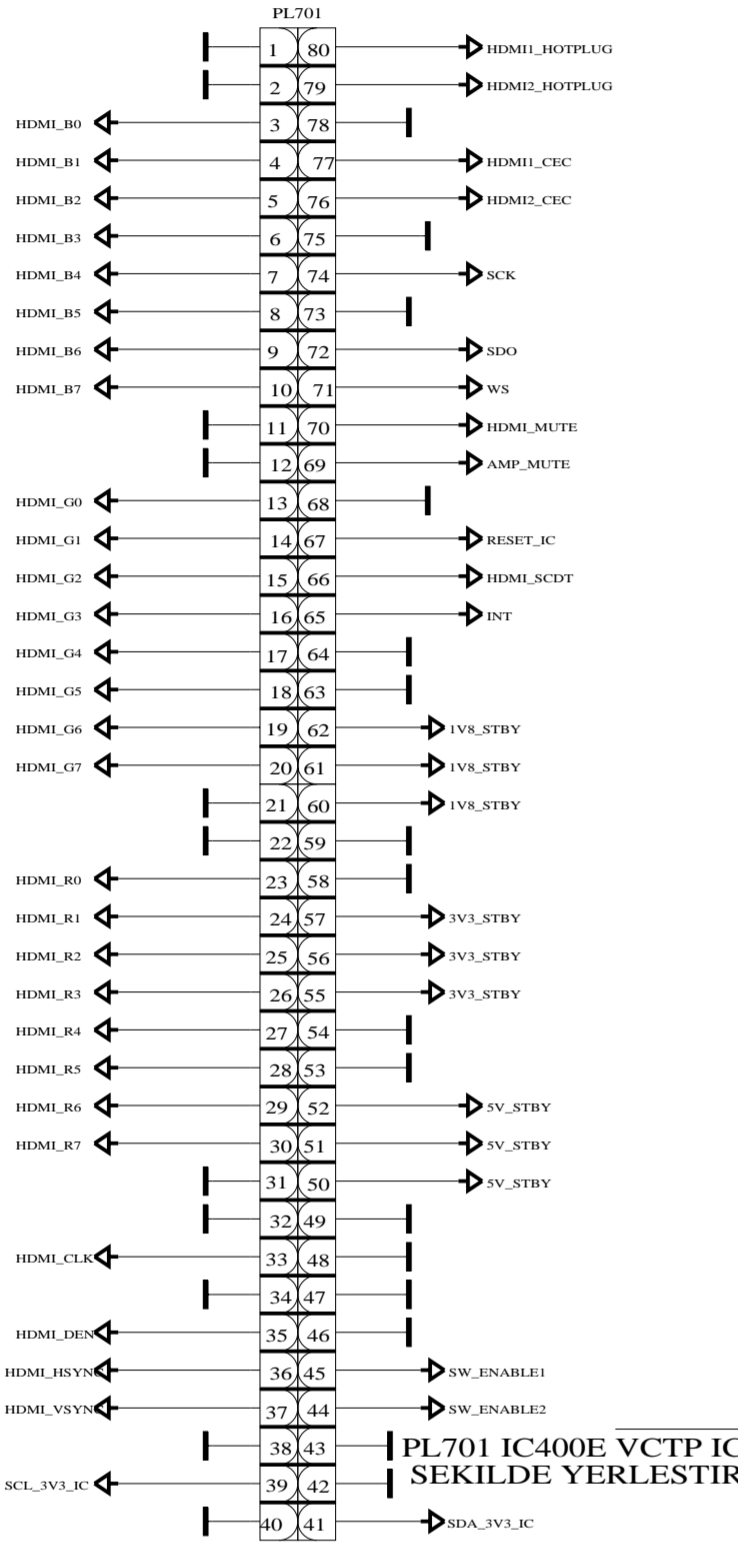 PL701
1 80 HDMI1_HOTPLUG
2 79 HDMI2_HOTPLUG
HDMI_B0 3 78
HDMI_B1 4 77 HDMI1_CEC
HDMI_B2 5 76 HDMI2_CEC
HDMI_B3 6 75
HDMI_B4 7 74 SCK
HDMI_B5 8 73
HDMI_B6 9 72 SDO
HDMI_B7 10 71 WS
11 70 HDMI_MUTE
12 69 AMP_MUTE
HDMI_G0 13 68
HDMI_G1 14 67 RESET_IC
HDMI_G2 15 66 HDMI_SCDT
HDMI_G3 16 65 INT
HDMI_G4 17 64
HDMI_G5 18 63
HDMI_G6 19 62 1V8_STBY
HDMI_G7 20 61 1V8_STBY
21 60 1V8_STBY
22 59
HDMI_R0 23 58
HDMI_R1 24 57 3V3_STBY
HDMI_R2 25 56 3V3_STBY
HDMI_R3 26 55 3V3_STBY
HDMI_R4 27 54
HDMI_R5 28 53
HDMI_R6 29 52 5V_STBY
HDMI_R7 30 51 5V_STBY
31 50 5V_STBY
32 49
HDMI_CLK 33 48
34 47
HDMI_DEN 35 46
HDMI_HSYNC 36 45 SW_ENABLE1
HDMI_VSYNC 37 44 SW_ENABLE2
38 43 PL701 IC400E VCTP IC
SCL_3V3_IC 39 42 SEKILDE YERLESTIR
40 41 SDA_3V3_IC